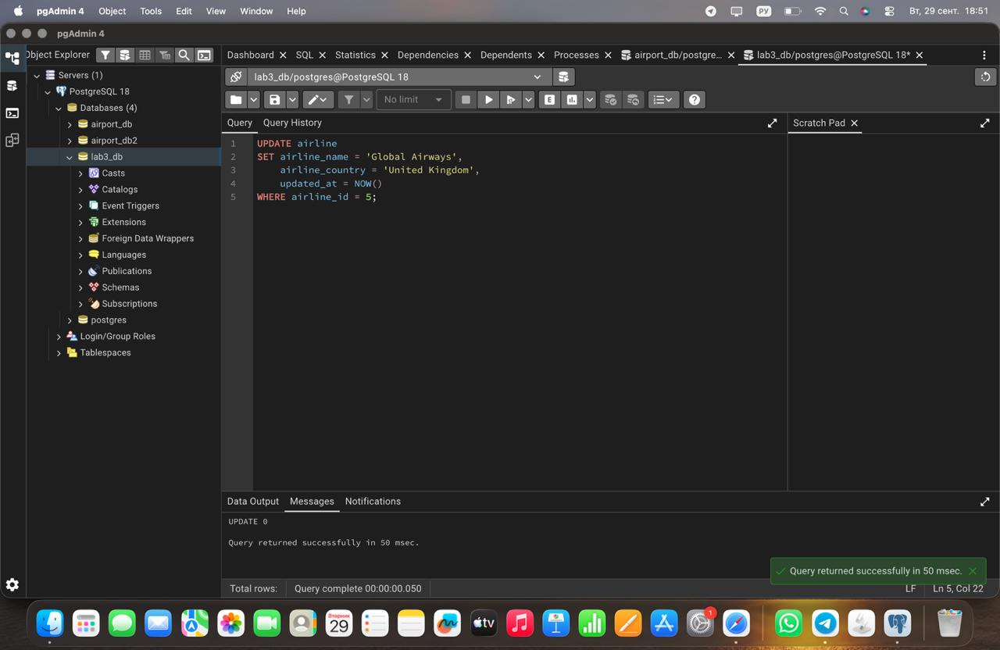 pgAdmin 4 Object Tools Edit View Window Help РУ Вт, 29 сент. 18:51
pgAdmin 4
Object Explorer
Dashboard SQL Statistics Dependencies Dependents Processes airport_db/postgre... lab3_db/postgres@PostgreSQL 18*
Servers (1)
PostgreSQL 18
Databases (4)
airport_db
airport_db2
lab3_db
Casts
Catalogs
Event Triggers
Extensions
Foreign Data Wrappers
Languages
Publications
Schemas
Subscriptions
postgres
Login/Group Roles
Tablespaces
lab3_db/postgres@PostgreSQL 18
No limit
E
Query Query History
Scratch Pad
1 UPDATE airline
2 SET airline_name = 'Global Airways',
3 airline_country = 'United Kingdom',
4 updated_at = NOW()
5 WHERE airline_id = 5;
Data Output Messages Notifications
UPDATE 0
Query returned successfully in 50 msec.
Query returned successfully in 50 msec.
Total rows: Query complete 00:00:00.050 LF Ln 5, Col 22
Вторник
29
tv
1